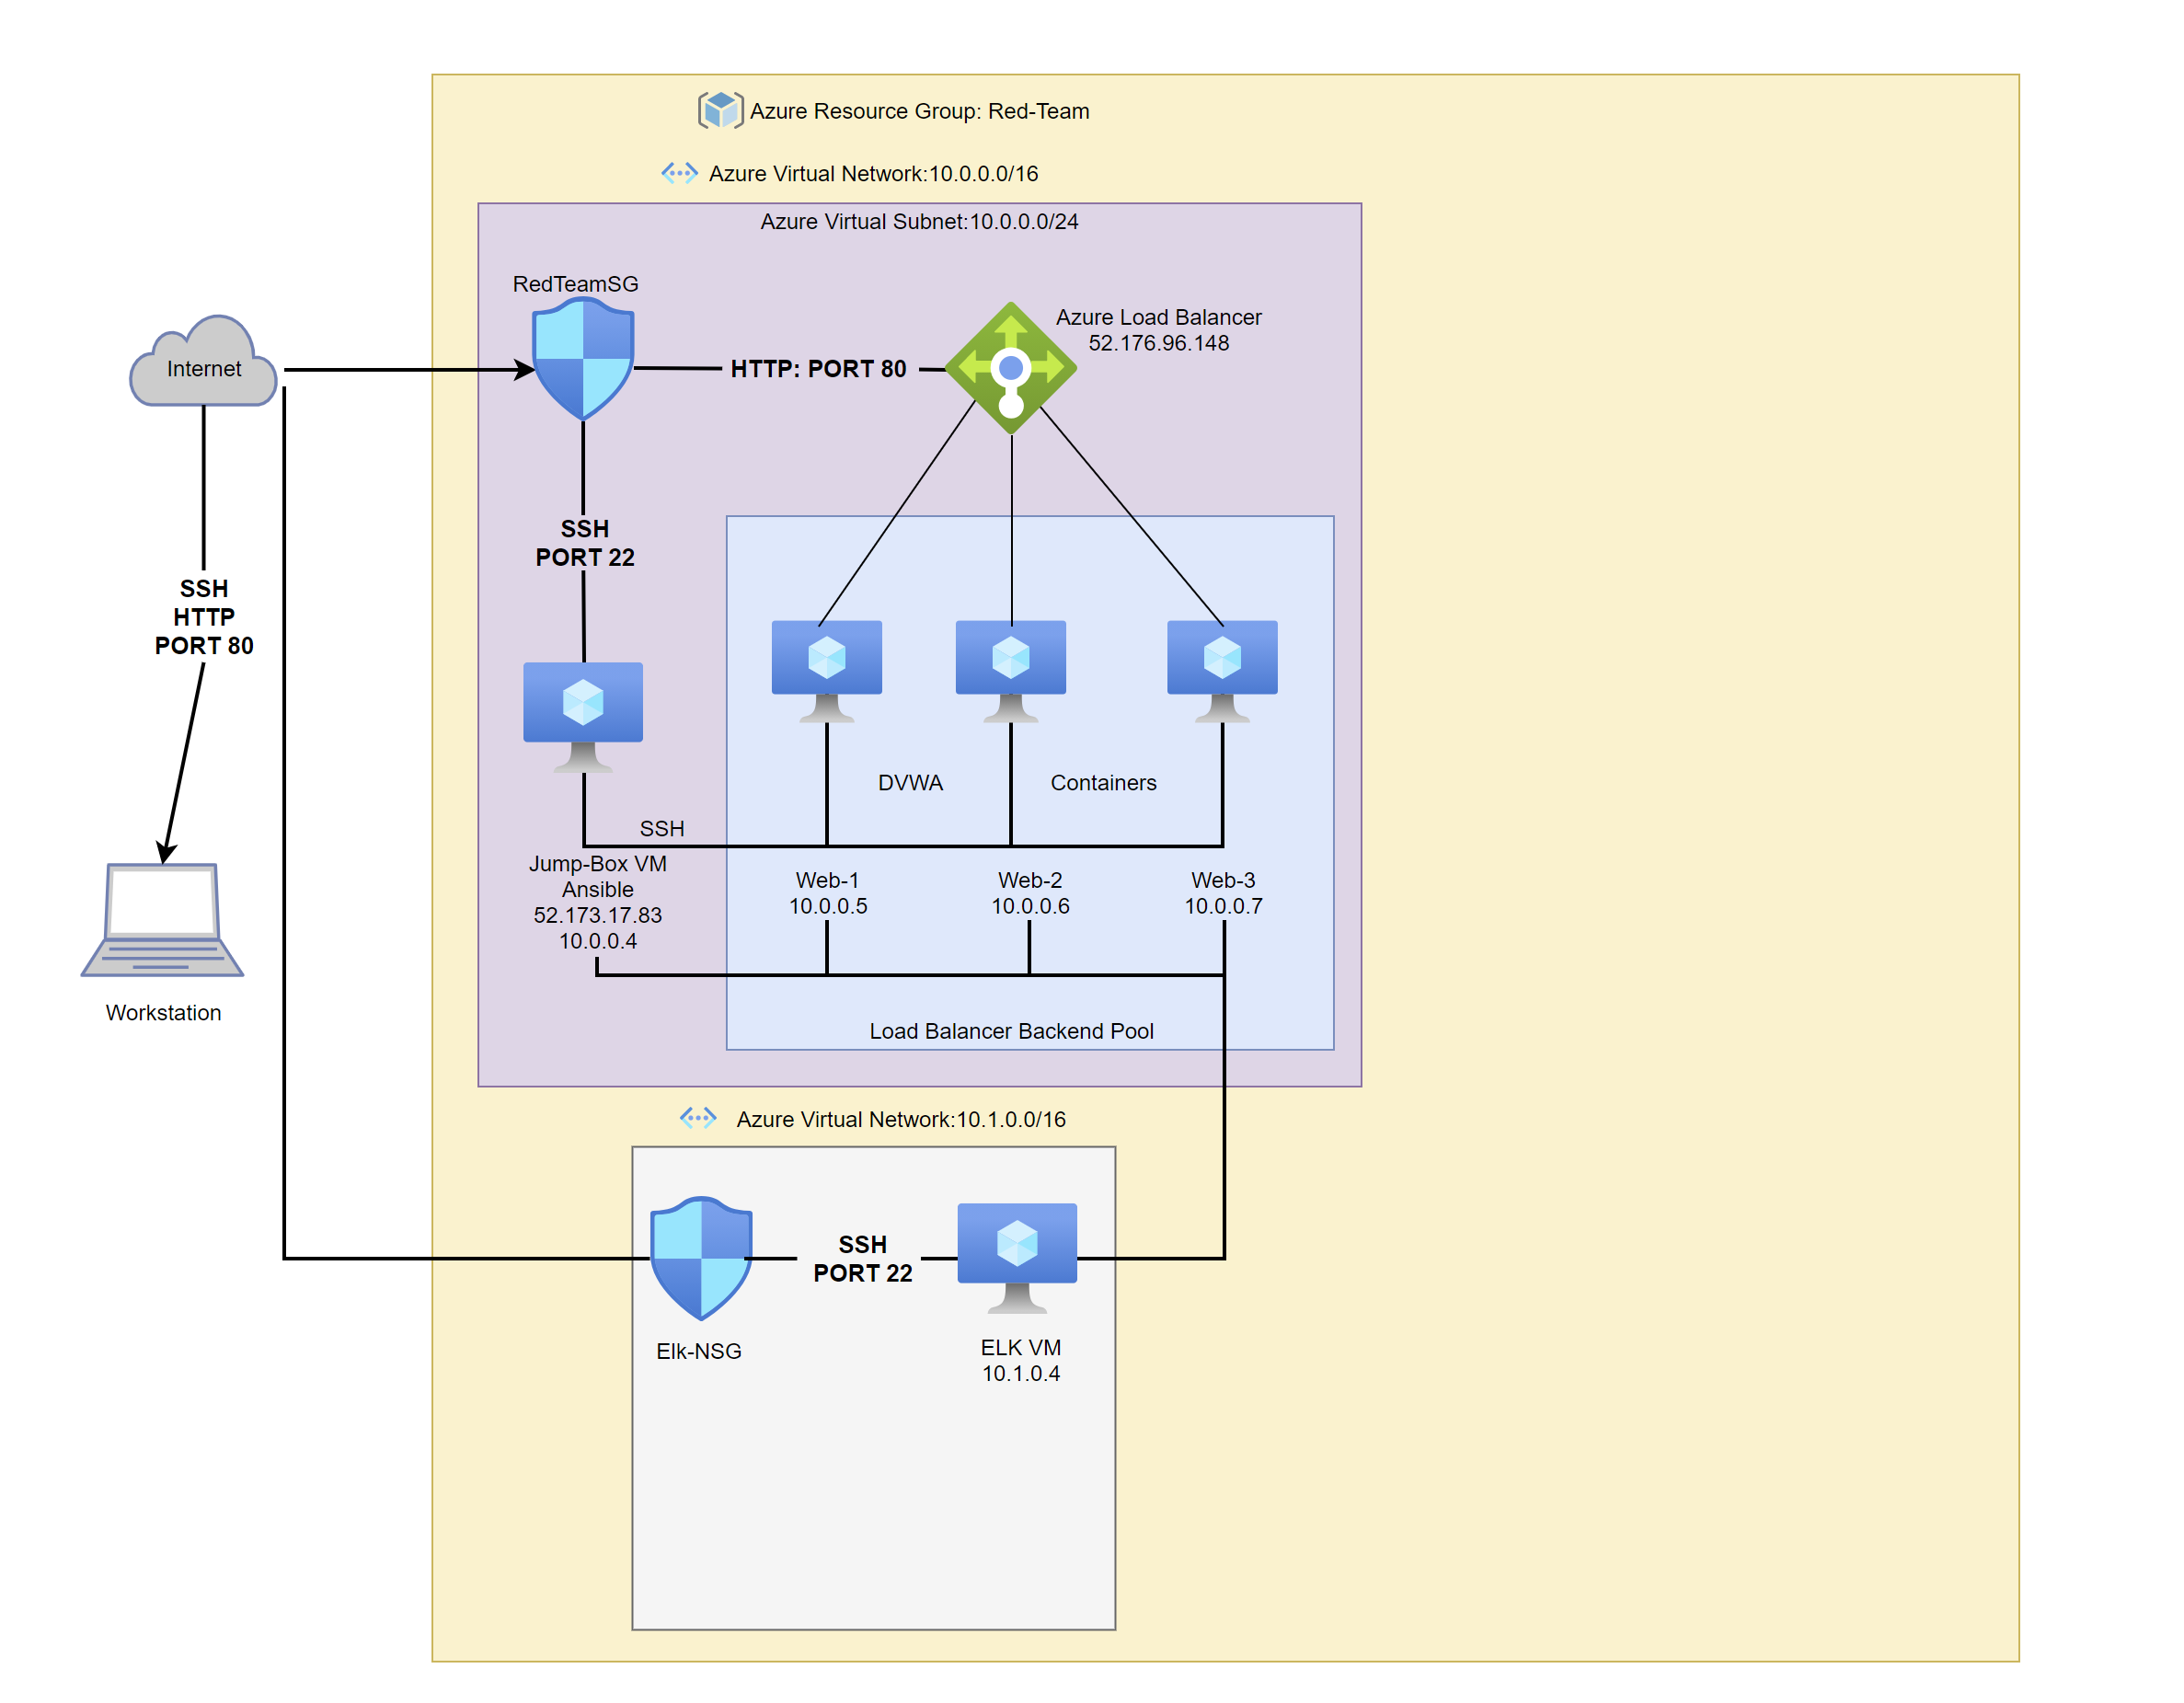 Azure Resource Group: Red-Team
Azure Virtual Network:10.0.0.0/16
Azure Virtual Subnet:10.0.0.0/24
RedTeamSG
Azure Load Balancer
52.176.96.148
Internet
HTTP: PORT 80
SSH
PORT 22
SSH
HTTP
PORT 80
DVWA
Containers
SSH
Jump-Box VM
Ansible
52.173.17.83
10.0.0.4
Web-1
10.0.0.5
Web-2
10.0.0.6
Web-3
10.0.0.7
Workstation
Load Balancer Backend Pool
Azure Virtual Network:10.1.0.0/16
SSH
PORT 22
Elk-NSG
ELK VM
10.1.0.4